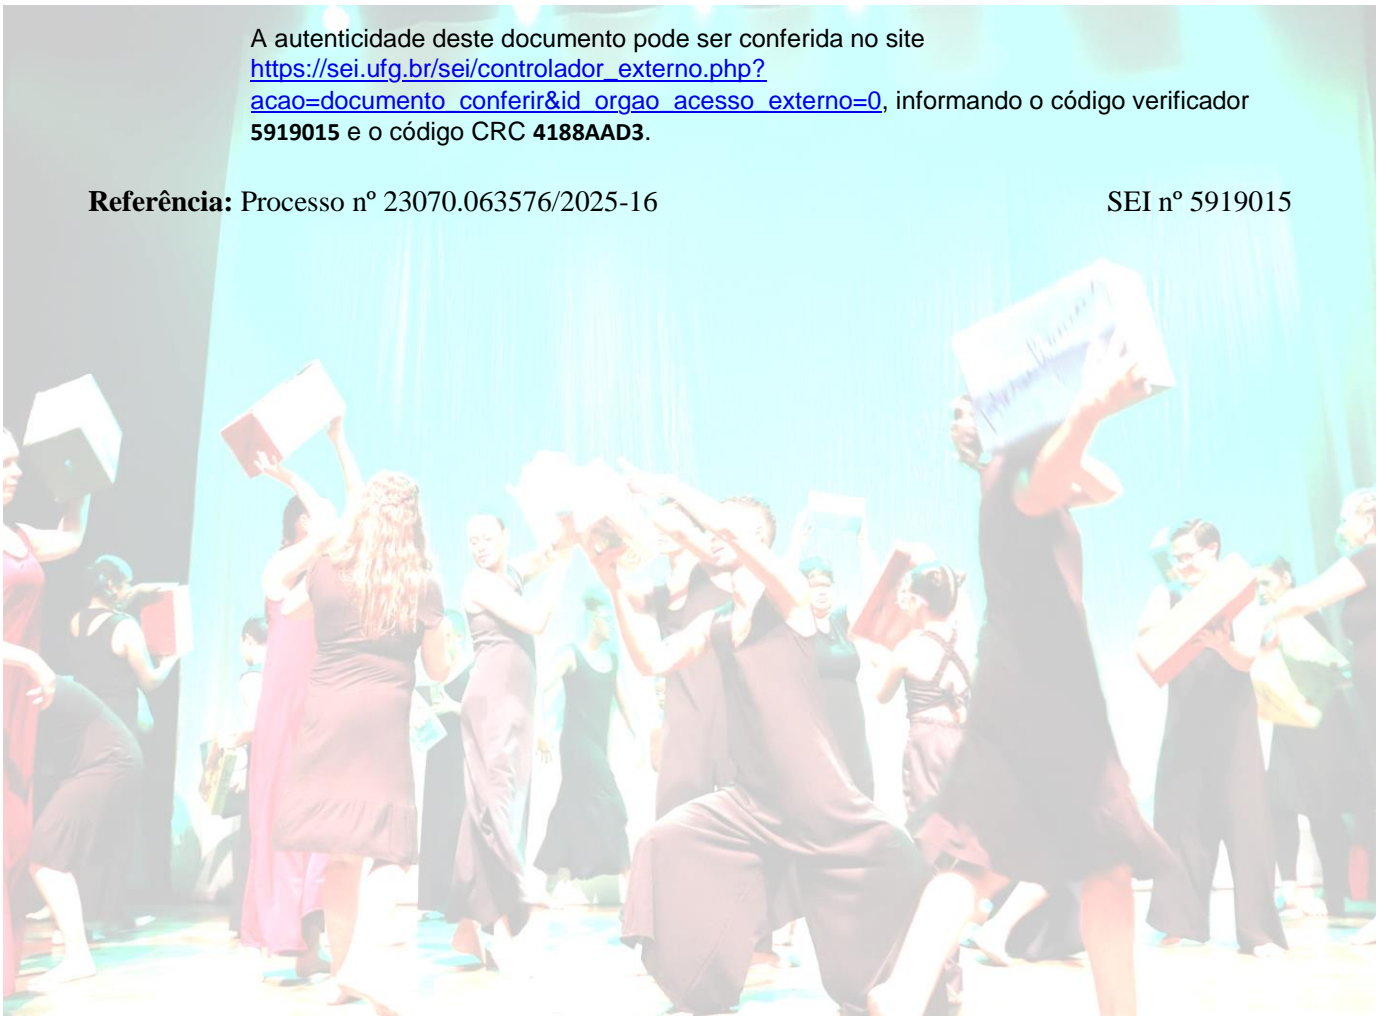 A autenticidade deste documento pode ser conferida no site
https://sei.ufg.br/sei/controlador_externo.php?
acao=documento_conferir&id_orgao_acesso_externo=0, informando o código verificador
5919015 e o código CRC 4188AAD3.
Referência: Processo nº 23070.063576/2025-16 SEI nº 5919015